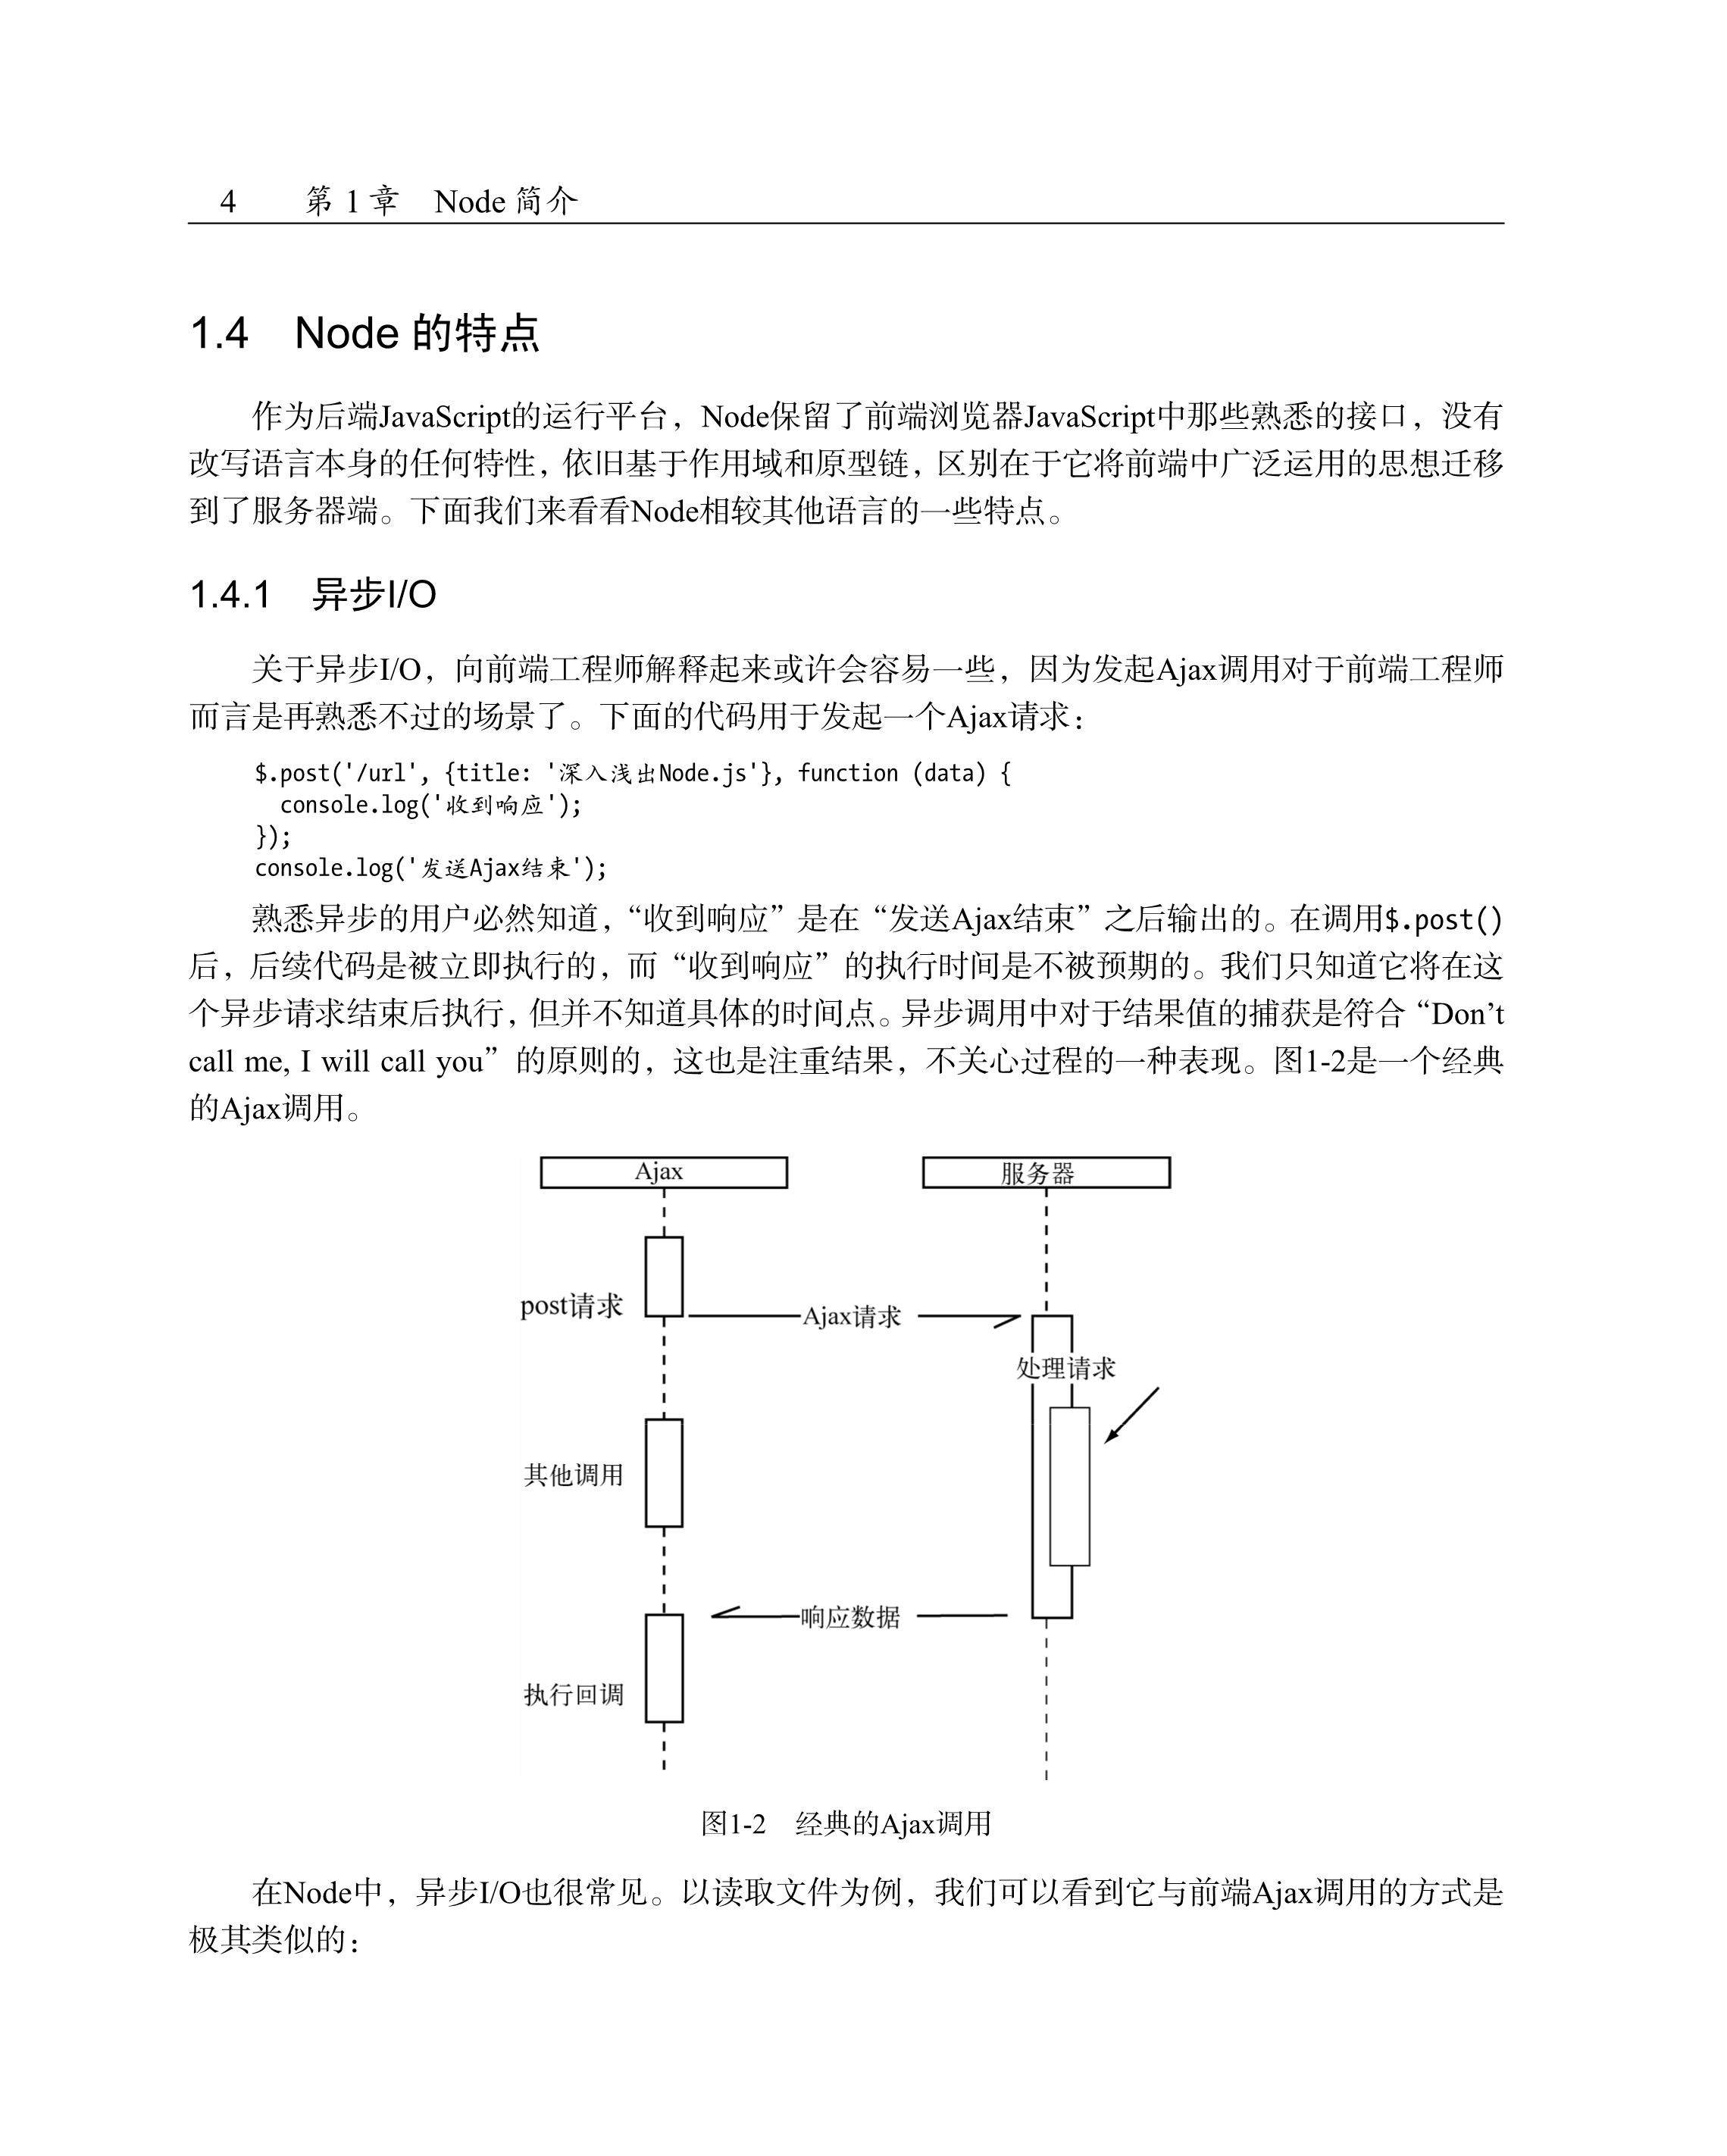 4 第 1 章 Node 简介
1.4 Node 的特点
作为后端JavaScript的运行平台，Node保留了前端浏览器JavaScript中那些熟悉的接口，没有
改写语言本身的任何特性，依旧基于作用域和原型链，区别在于它将前端中广泛运用的思想迁移
到了服务器端。下面我们来看看Node相较其他语言的一些特点。
1.4.1 异步I/O
关于异步I/O，向前端工程师解释起来或许会容易一些，因为发起Ajax调用对于前端工程师
而言是再熟悉不过的场景了。下面的代码用于发起一个Ajax请求：
$.post('/url', {title: '深入浅出Node.js'}, function (data) {
  console.log('收到响应');
});
console.log('发送Ajax结束');
熟悉异步的用户必然知道，“收到响应”是在“发送Ajax结束”之后输出的。在调用$.post()
后，后续代码是被立即执行的，而“收到响应”的执行时间是不被预期的。我们只知道它将在这
个异步请求结束后执行，但并不知道具体的时间点。异步调用中对于结果值的捕获是符合“Don’t
call me, I will call you”的原则的，这也是注重结果，不关心过程的一种表现。图1-2是一个经典
的Ajax调用。
Ajax 服务器
post请求 Ajax请求
处理请求
其他调用
响应数据
执行回调
图1-2 经典的Ajax调用
在Node中，异步I/O也很常见。以读取文件为例，我们可以看到它与前端Ajax调用的方式是
极其类似的：